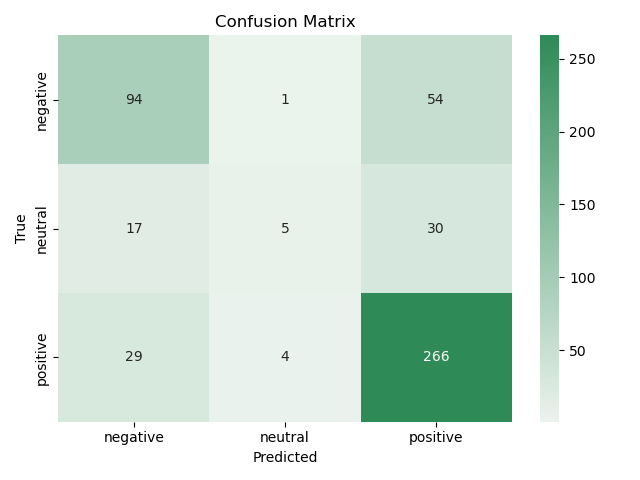 Confusion Matrix
True
negative
94 1 54
neutral
17 5 30
positive
29 4 266
negative neutral positive
Predicted
250
200
150
100
50